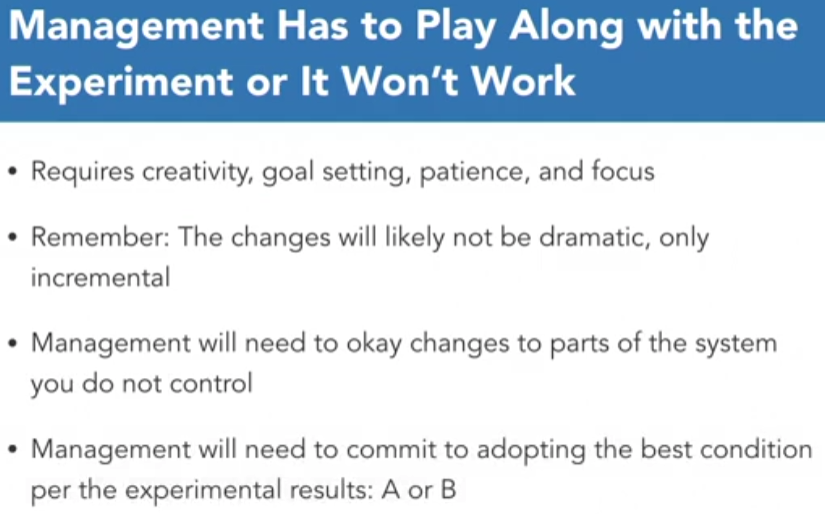 Management Has to Play Along with the
Experiment or It Won't Work
• Requires creativity, goal setting, patience, and focus
• Remember: The changes will likely not be dramatic, only
incremental
• Management will need to okay changes to parts of the system
you do not control
• Management will need to commit to adopting the best condition
per the experimental results: A or B